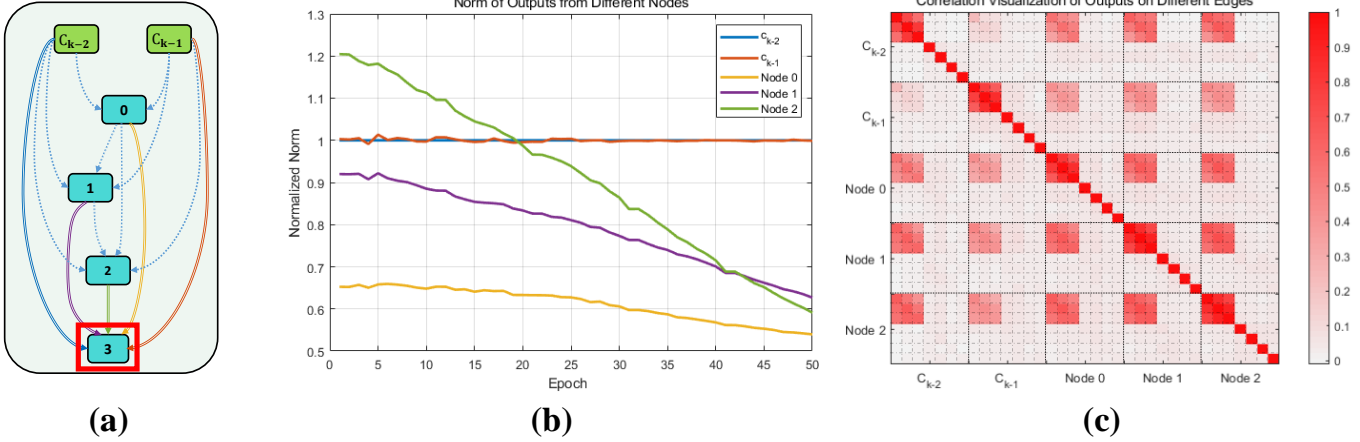 C_{k-2}
C_{k-1}
0
1
2
3
(a)
Norm of Outputs from Different Nodes
Normalized Norm
1.3
1.2
1.1
1
0.9
0.8
0.7
0.6
0.5
C_{k-2}
C_{k-1}
Node 0
Node 1
Node 2
0 5 10 15 20 25 30 35 40 45 50
Epoch
(b)
Correlation Visualization of Outputs on Different Edges
C_{k-2}
C_{k-1}
Node 0
Node 1
Node 2
C_{k-2} C_{k-1} Node 0 Node 1 Node 2
1
0.9
0.8
0.7
0.6
0.5
0.4
0.3
0.2
0.1
0
(c)